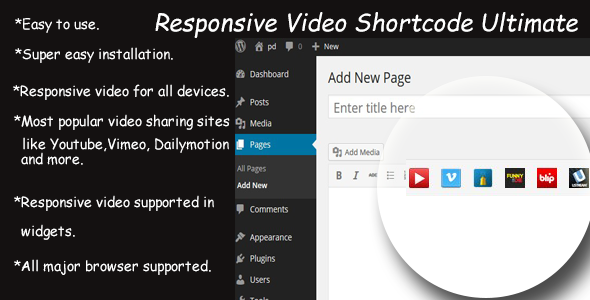 Responsive Video Shortcode Ultimate
*Easy to use.
*Super easy installation.
*Responsive video for all devices.
*Most popular video sharing sites
like Youtube,Vimeo, Dailymotion
and more.
*Responsive video supported in
widgets.
*All major browser supported.
pd 0 + New
Dashboard
Posts
Media
Pages
All Pages
Add New
Comments
Appearance
Plugins
Users
Tools
Add New Page
Enter title here
Add Media
B I ABC
FUNNY OR DIE
blip
USTREAM